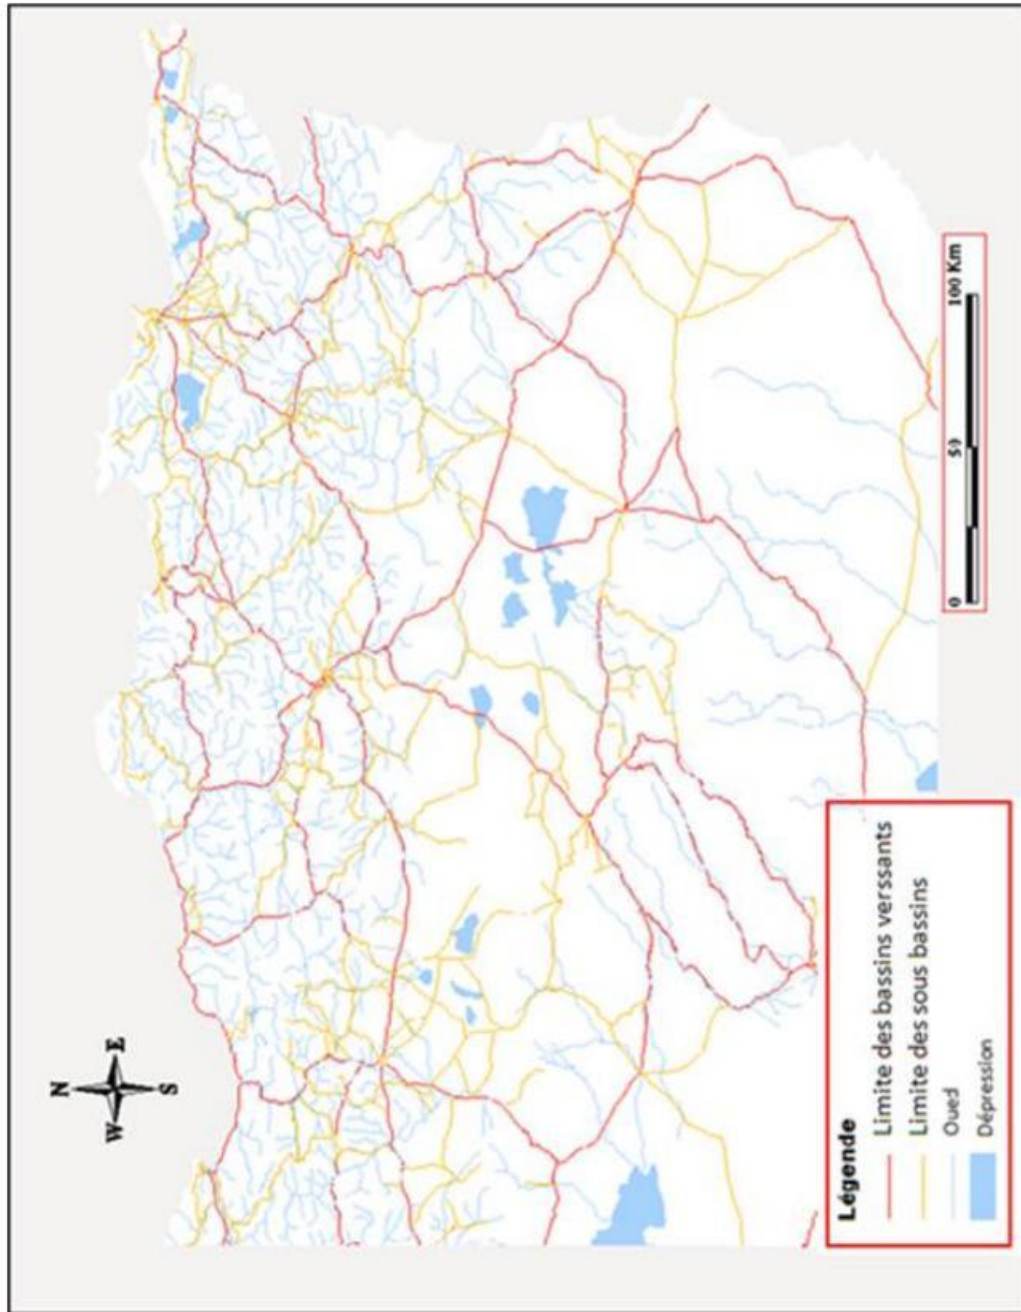 N
W E
S
Légende
Limite des bassins verssants
Limite des sous bassins
Oued
Dépression
0 50 100 Km